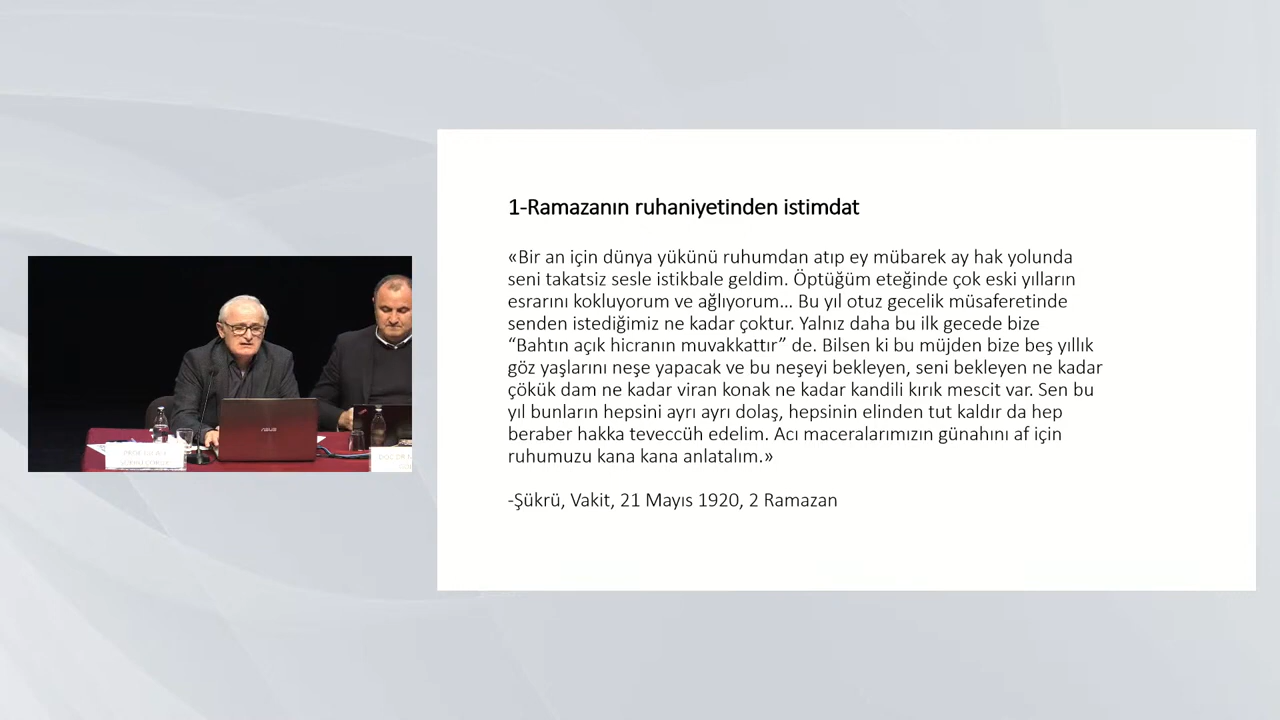 1-Ramazanın ruhaniyetinden istimdat
«Bir an için dünya yükünü ruhumdan atıp ey mübarek ay hak yolunda
seni takatsiz sesle istikbale geldim. Öptüğüm eteğinde çok eski yılların
esrarını kokluyorum ve ağlıyorum... Bu yıl otuz gecelik müsaferetinde
senden istediğimiz ne kadar çoktur. Yalnız daha bu ilk gecede bize
“Bahtın açık hicranın muvakkattır” de. Bilsen ki bu müjden bize beş yıllık
göz yaşlarını neşe yapacak ve bu neşeyi bekleyen, seni bekleyen ne kadar
çökük dam ne kadar viran konak ne kadar kandili kırık mescit var. Sen bu
yıl bunların hepsini ayrı ayrı dolaş, hepsinin elinden tut kaldır da hep
beraber hakka teveccüh edelim. Acı maceralarımızın günahını af için
ruhumuzu kana kana anlatalım.»
-Şükrü, Vakit, 21 Mayıs 1920, 2 Ramazan
ASUS